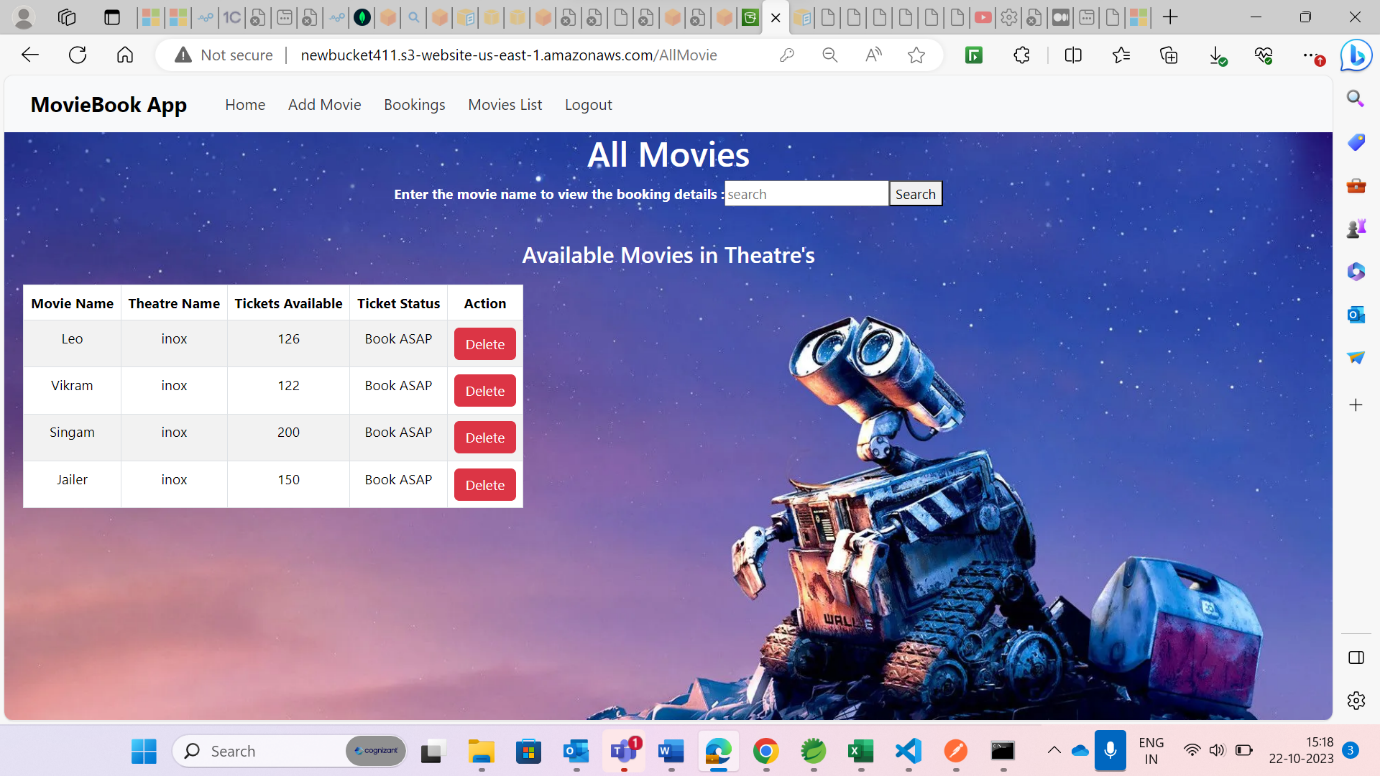 Not secure newbucket411.s3-website-us-east-1.amazonaws.com/AllMovie
MovieBook App Home Add Movie Bookings Movies List Logout
All Movies
Enter the movie name to view the booking details : search Search
Available Movies in Theatre's
Movie Name Theatre Name Tickets Available Ticket Status Action
Leo inox 126 Book ASAP Delete
Vikram inox 122 Book ASAP Delete
Singam inox 200 Book ASAP Delete
Jailer inox 150 Book ASAP Delete
WALL·E
Search cognizant 1 ENG IN 15:18 22-10-2023 3